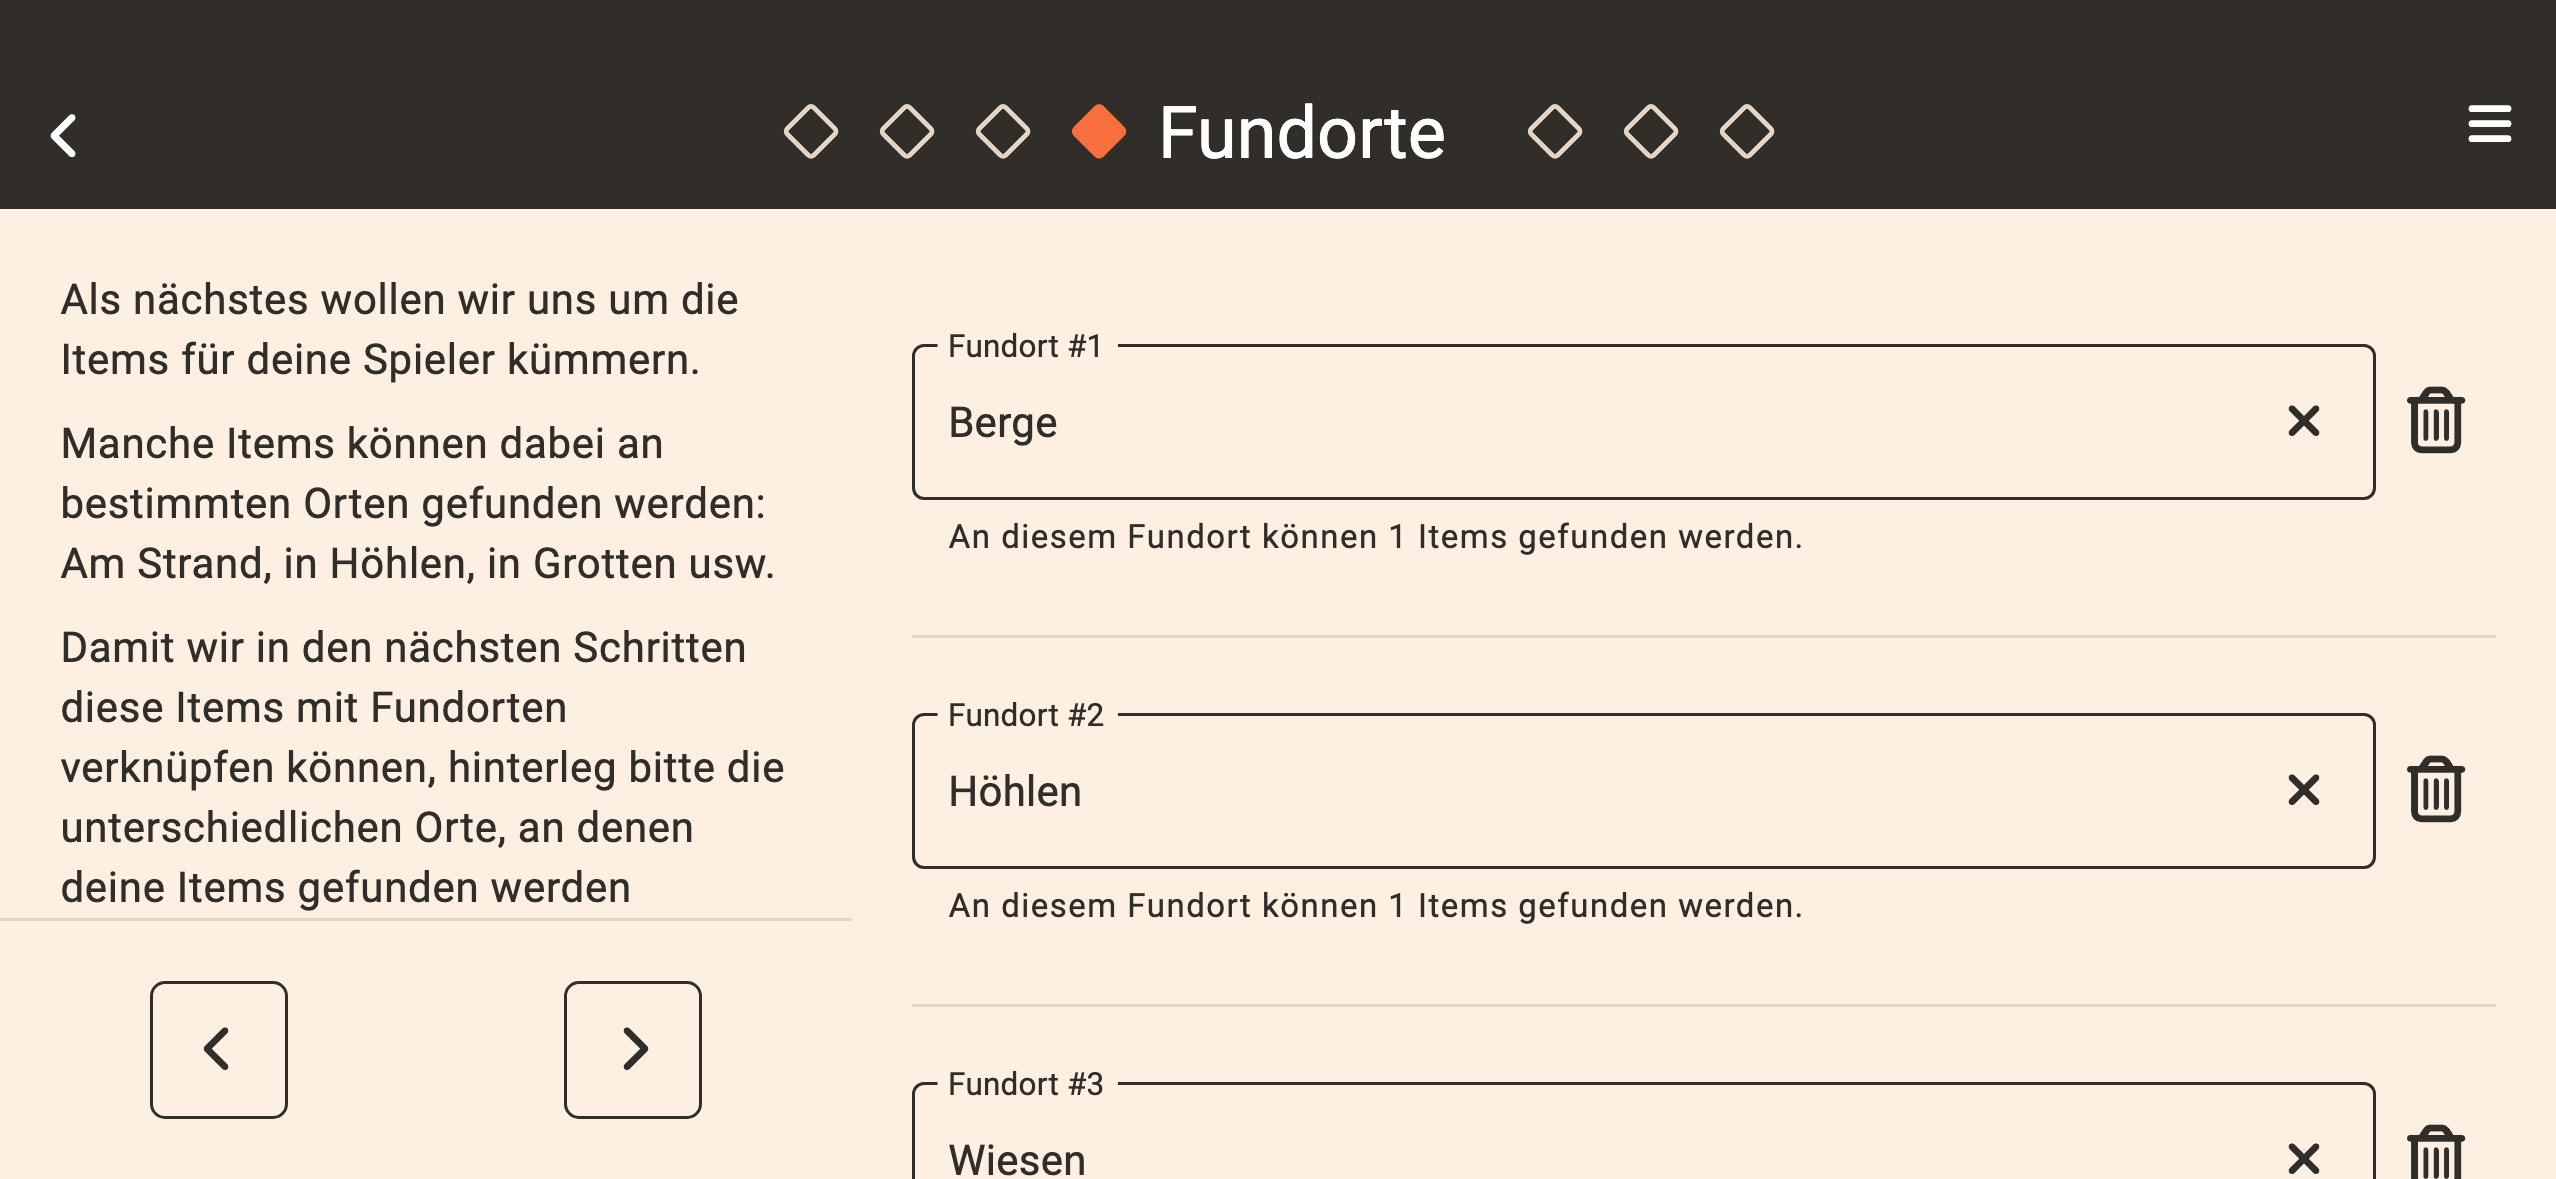 Fundorte
Als nächstes wollen wir uns um die
Items für deine Spieler kümmern.
Manche Items können dabei an
bestimmten Orten gefunden werden:
Am Strand, in Höhlen, in Grotten usw.
Damit wir in den nächsten Schritten
diese Items mit Fundorten
verknüpfen können, hinterleg bitte die
unterschiedlichen Orte, an denen
deine Items gefunden werden
Fundort #1
Berge
An diesem Fundort können 1 Items gefunden werden.
Fundort #2
Höhlen
An diesem Fundort können 1 Items gefunden werden.
Fundort #3
Wiesen